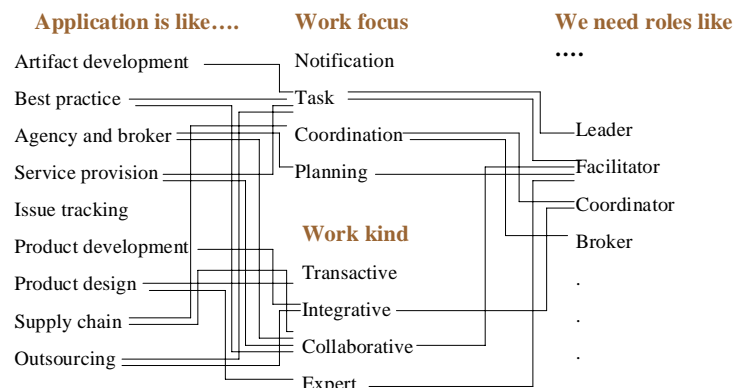 Application is like….
Artifact development
Best practice
Agency and broker
Service provision
Issue tracking
Product development
Product design
Supply chain
Outsourcing
Work focus
Notification
Task
Coordination
Planning
Work kind
Transactive
Integrative
Collaborative
Expert
We need roles like
….
Leader
Facilitator
Coordinator
Broker
.
.
.